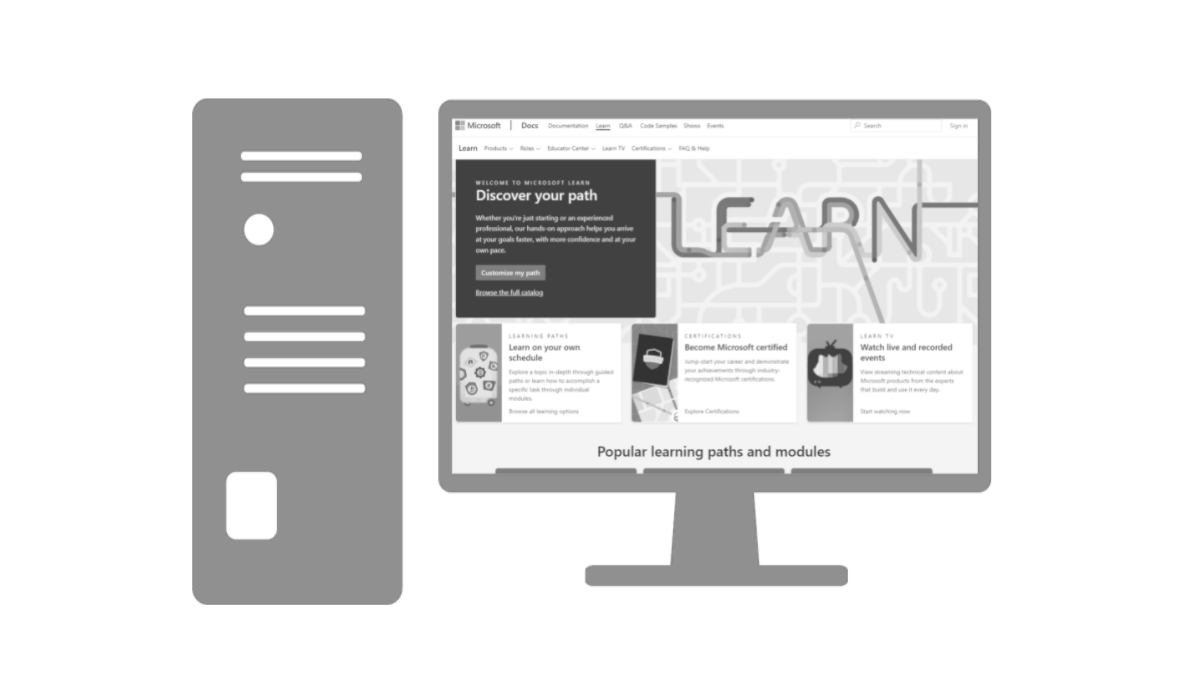 Microsoft | Docs Documentation Learn Q&A Code Samples Shows Events Search Sign in
Learn Products Roles Educator Center Learn TV Certifications FAQ & Help
WELCOME TO MICROSOFT LEARN
Discover your path
Whether you're just starting or an experienced
professional, our hands-on approach helps you arrive
at your goals faster, with more confidence and at your
own pace.
Customize my path
Browse the full catalog
LEARN
LEARNING PATHS
Learn on your own
schedule
Explore a topic in-depth through guided
paths or learn how to accomplish a
specific task through individual
modules.
Browse all learning options
CERTIFICATIONS
Become Microsoft certified
Jump start your career and demonstrate
your achievements through industry-
recognized Microsoft certifications.
Explore Certifications
LEARN TV
Watch live and recorded
events
View streaming technical content about
Microsoft products from the experts
that build and use it every day.
Start watching now
Popular learning paths and modules